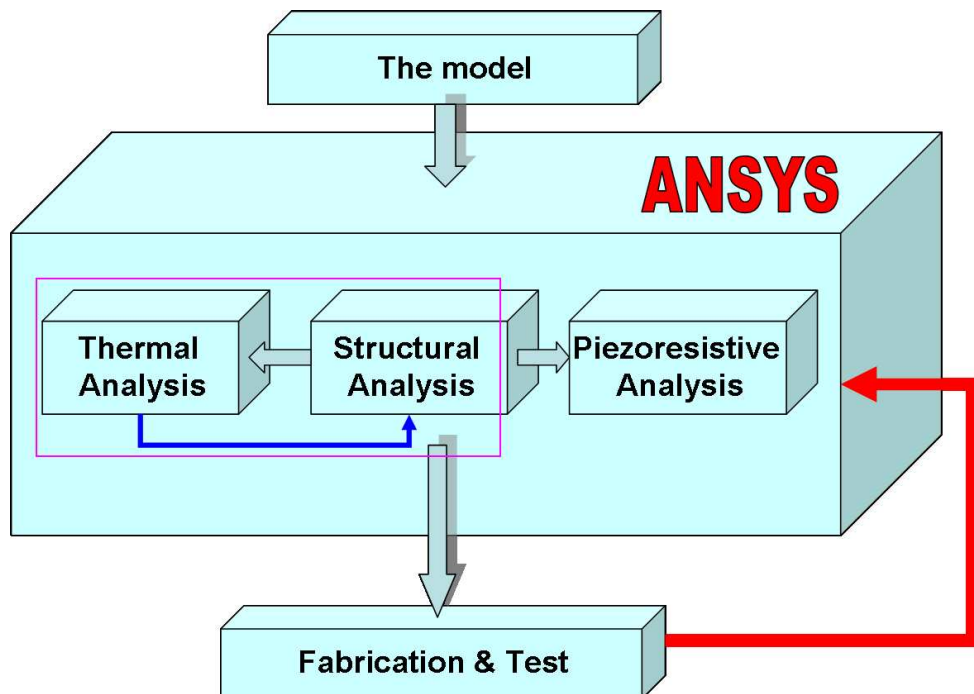 The model
ANSYS
Thermal
Analysis
Structural
Analysis
Piezoresistive
Analysis
Fabrication & Test